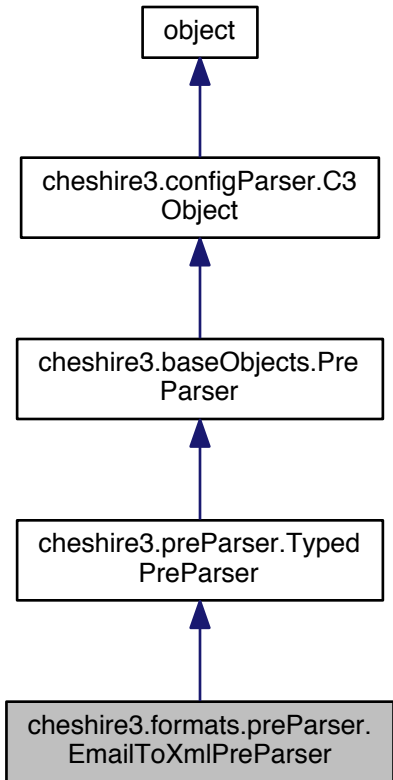 object
cheshire3.configParser.C3
Object
cheshire3.baseObjects.Pre
Parser
cheshire3.preParser.Typed
PreParser
cheshire3.formats.preParser.
EmailToXmlPreParser